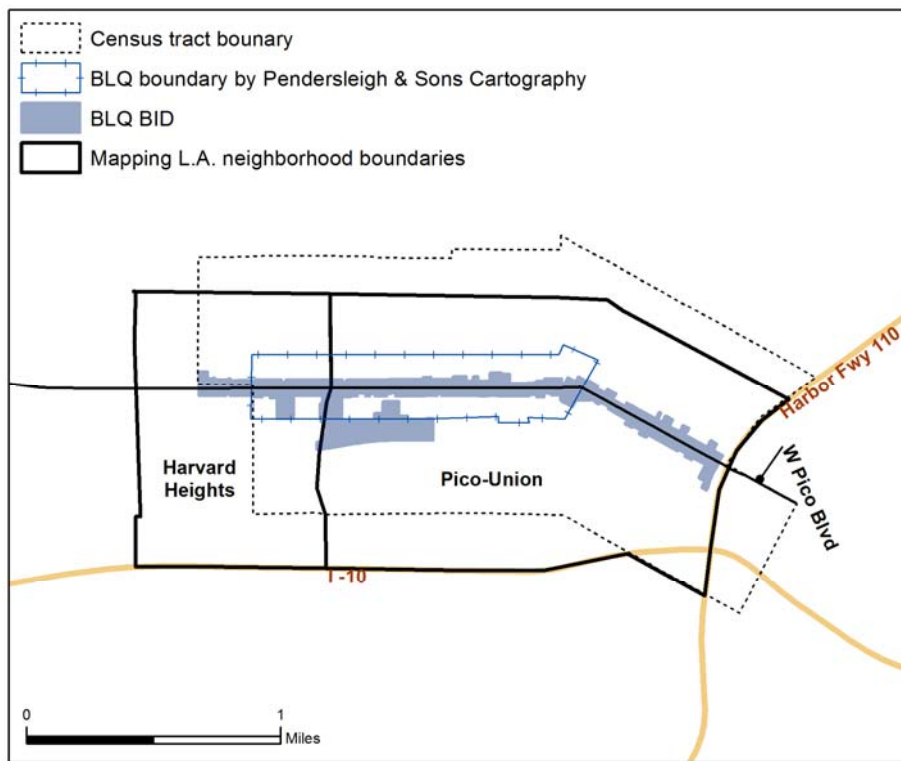 Census tract bounary
BLQ boundary by Pendersleigh & Sons Cartography
BLQ BID
Mapping L.A. neighborhood boundaries
Harbor Fwy 110
W Pico Blvd
Harvard
Heights
Pico-Union
I-10
0
1
Miles